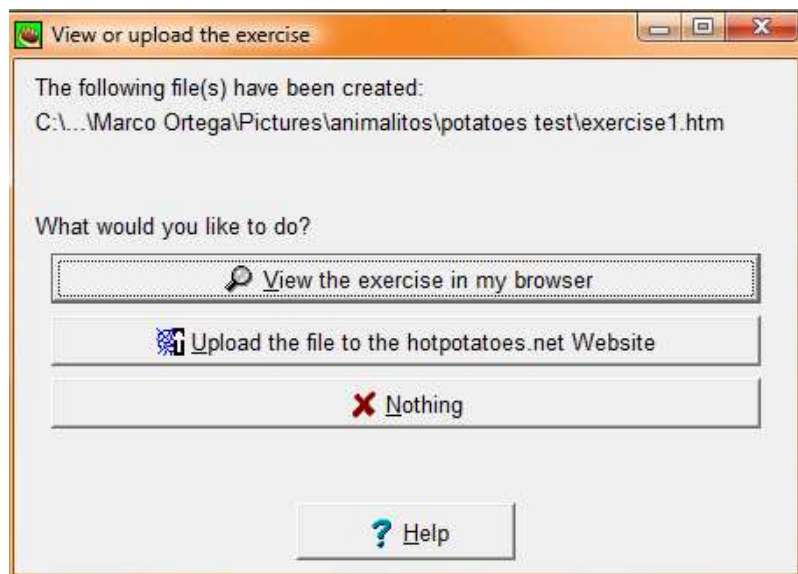 View or upload the exercise
The following file(s) have been created:
C:\...\Marco Ortega\Pictures\animalitos\potatoes test\exercise1.htm
What would you like to do?
View the exercise in my browser
Upload the file to the hotpotatoes.net Website
Nothing
? Help